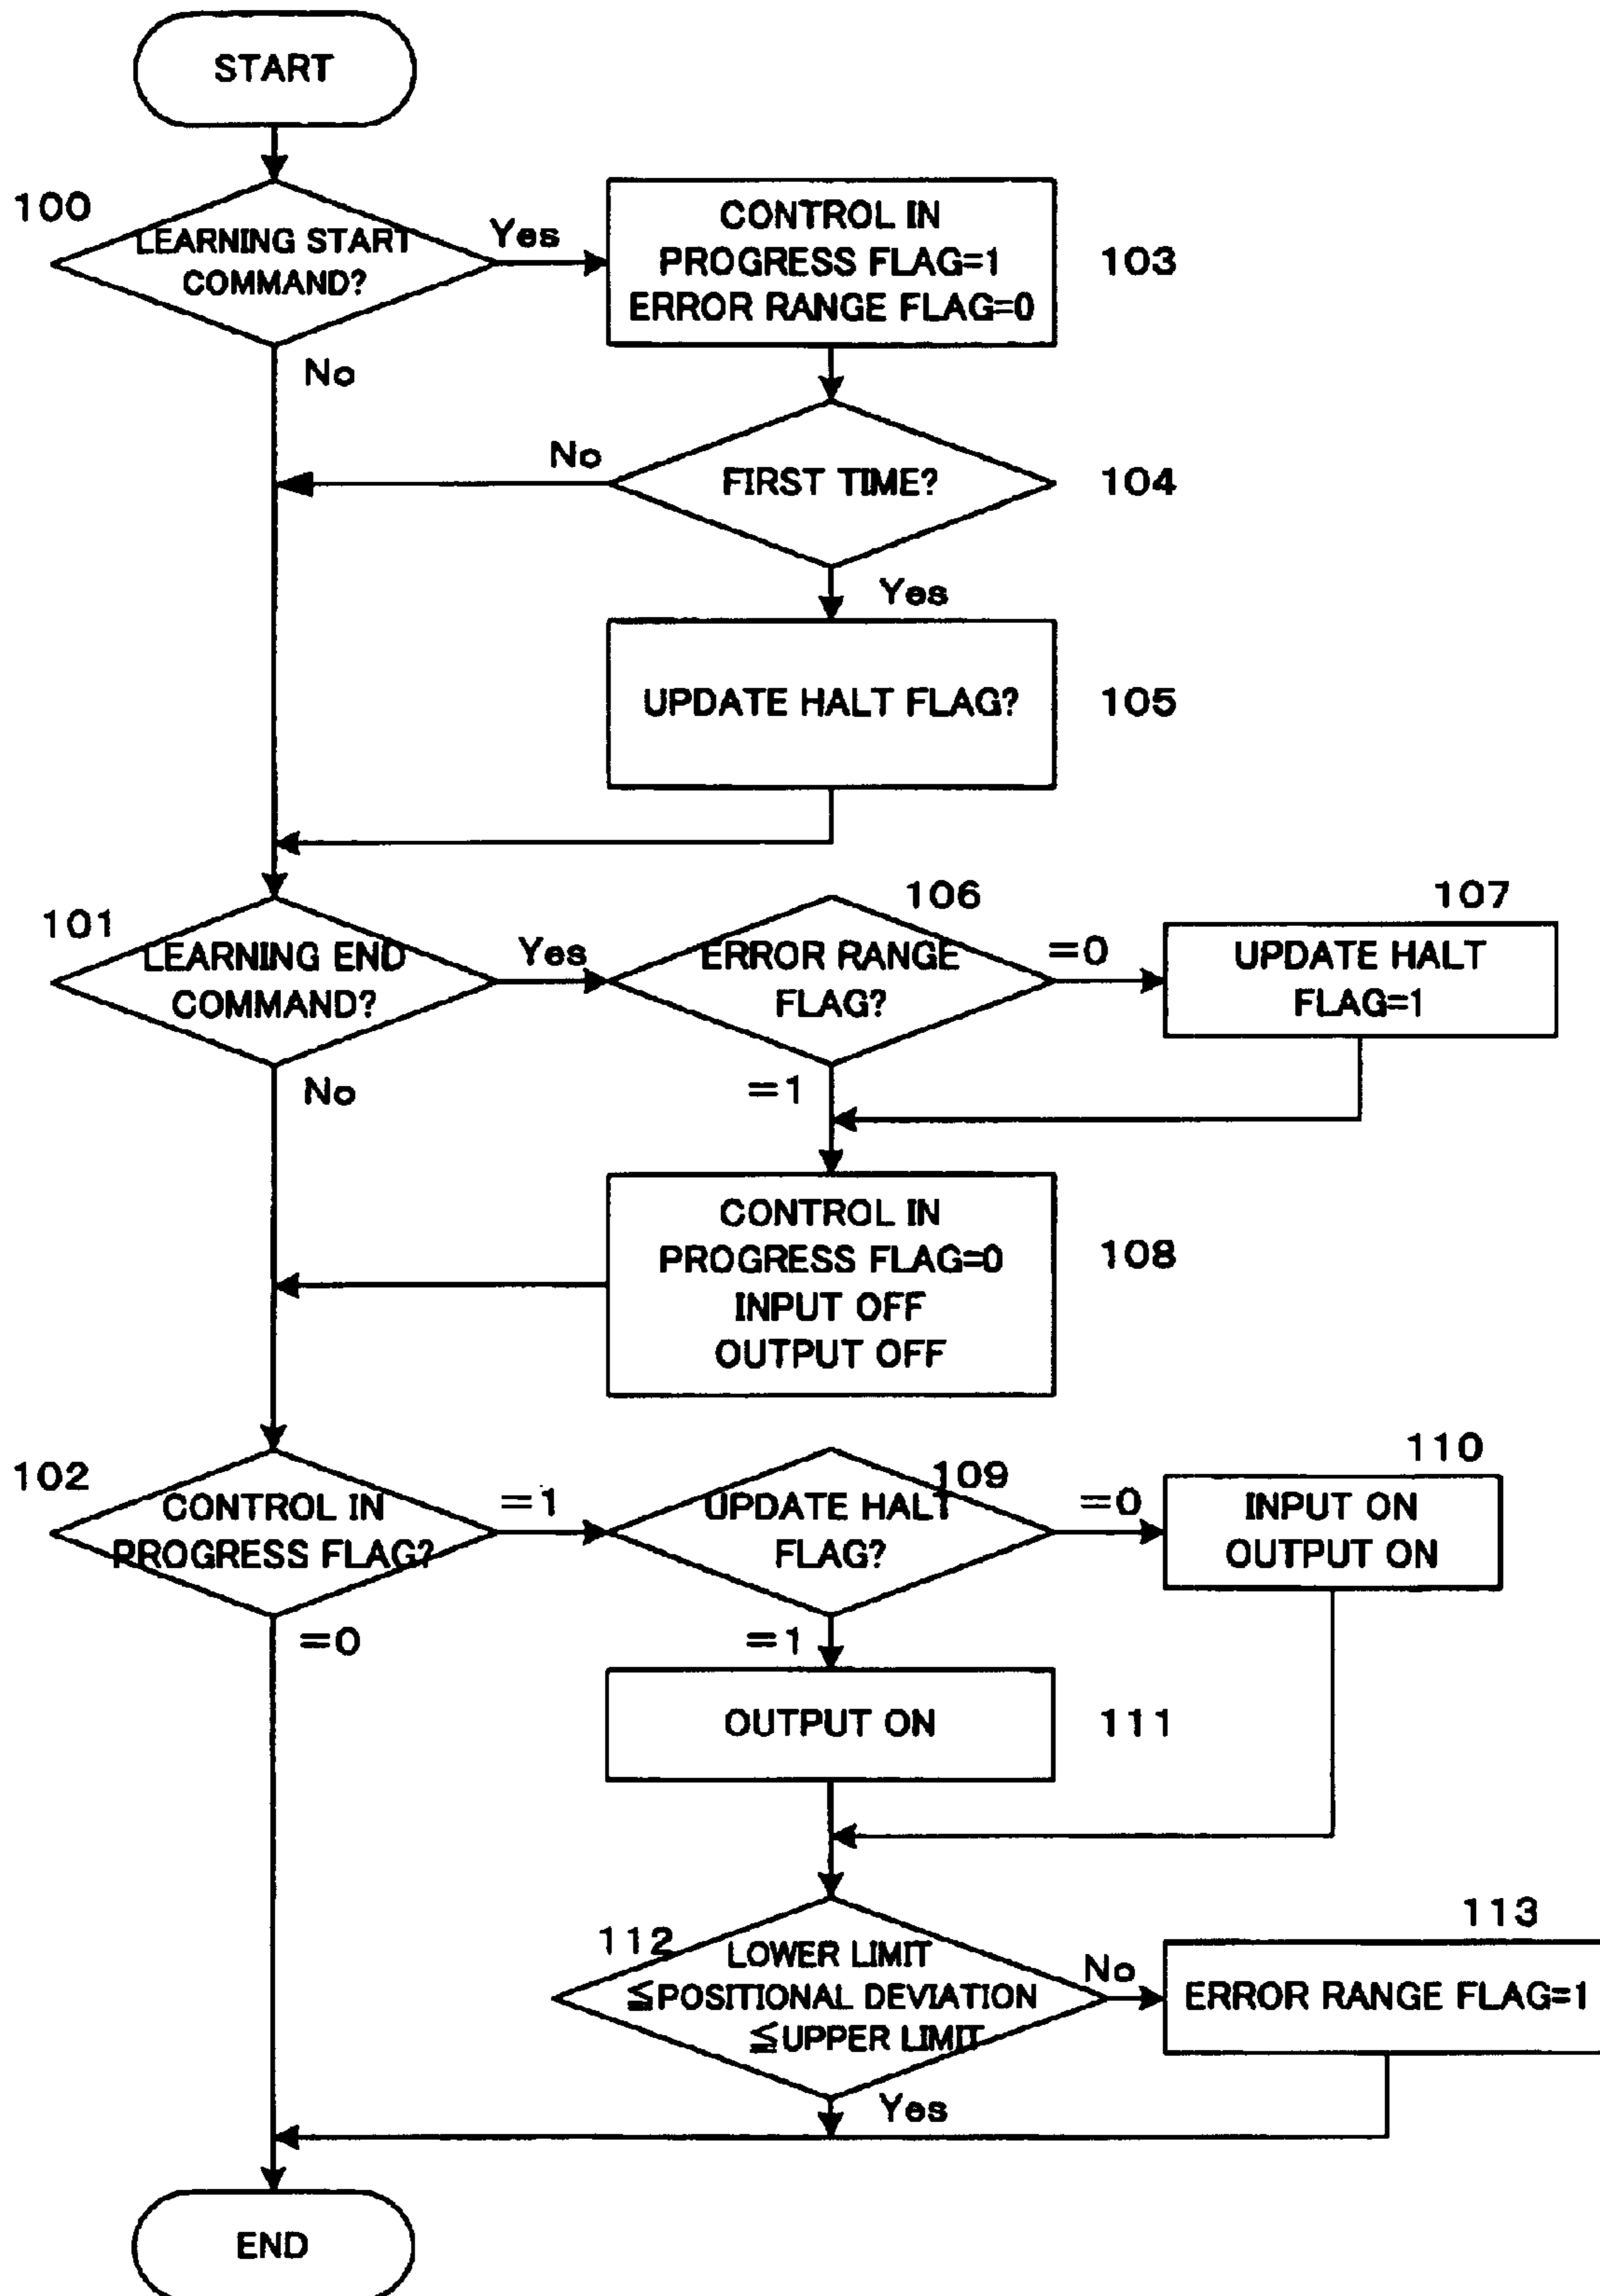 START
100
LEARNING START
COMMAND?
Yes
No
CONTROL IN
PROGRESS FLAG=1
ERROR RANGE FLAG=0
103
FIRST TIME?
104
No
Yes
UPDATE HALT FLAG?
105
101
LEARNING END
COMMAND?
Yes
No
106
ERROR RANGE
FLAG?
=0
=1
107
UPDATE HALT
FLAG=1
CONTROL IN
PROGRESS FLAG=0
INPUT OFF
OUTPUT OFF
108
102
CONTROL IN
PROGRESS FLAG?
=1
=0
109
UPDATE HALT
FLAG?
=0
=1
110
INPUT ON
OUTPUT ON
OUTPUT ON
111
112
LOWER LIMIT
≦POSITIONAL DEVIATION
≦UPPER LIMIT
No
Yes
113
ERROR RANGE FLAG=1
END